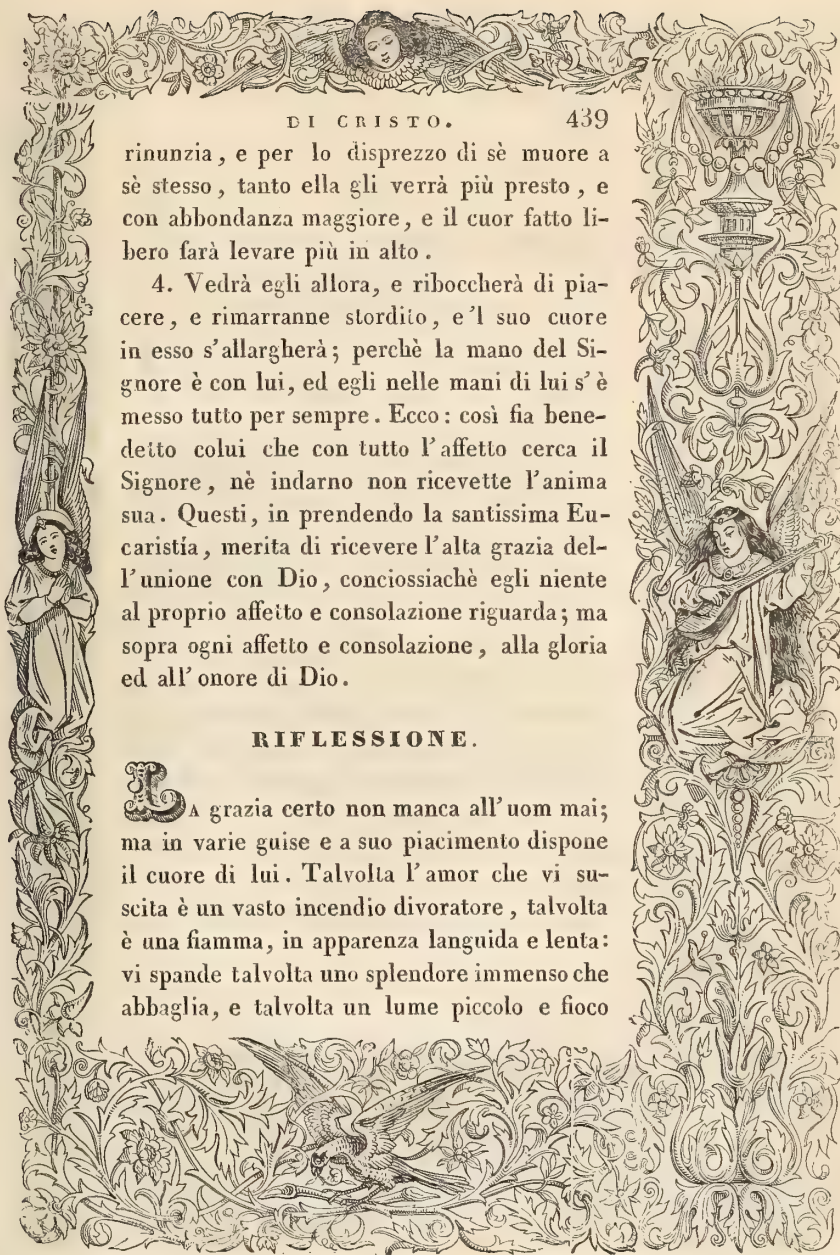 DI CRISTO. 439
rinunzia, e per lo disprezzo di sè muore a
sè stesso, tanto ella gli verrà più presto, e
con abbondanza maggiore, e il cuor fatto li-
bero farà levare più in alto.
4. Vedrà egli allora, e riboccherà di pia-
cere, e rimarranne stordito, e 'l suo cuore
in esso s'allargherà; perchè la mano del Si-
gnore è con lui, ed egli nelle mani di lui s'è
messo tutto per sempre. Ecco: così fia bene-
detto colui che con tutto l'affetto cerca il
Signore, nè indarno non ricevette l'anima
sua. Questi, in prendendo la santissima Eu-
caristía, merita di ricevere l'alta grazia del-
l'unione con Dio, conciossiachè egli niente
al proprio affetto e consolazione riguarda; ma
sopra ogni affetto e consolazione, alla gloria
ed all' onore di Dio.
RIFLESSIONE.
LA grazia certo non manca all' uom mai;
ma in varie guise e a suo piacimento dispone
il cuore di lui. Talvolta l'amor che vi su-
scita è un vasto incendio divoratore, talvolta
è una fiamma, in apparenza languida e lenta:
vi spande talvolta uno splendore immenso che
abbaglia, e talvolta un lume piccolo e fioco